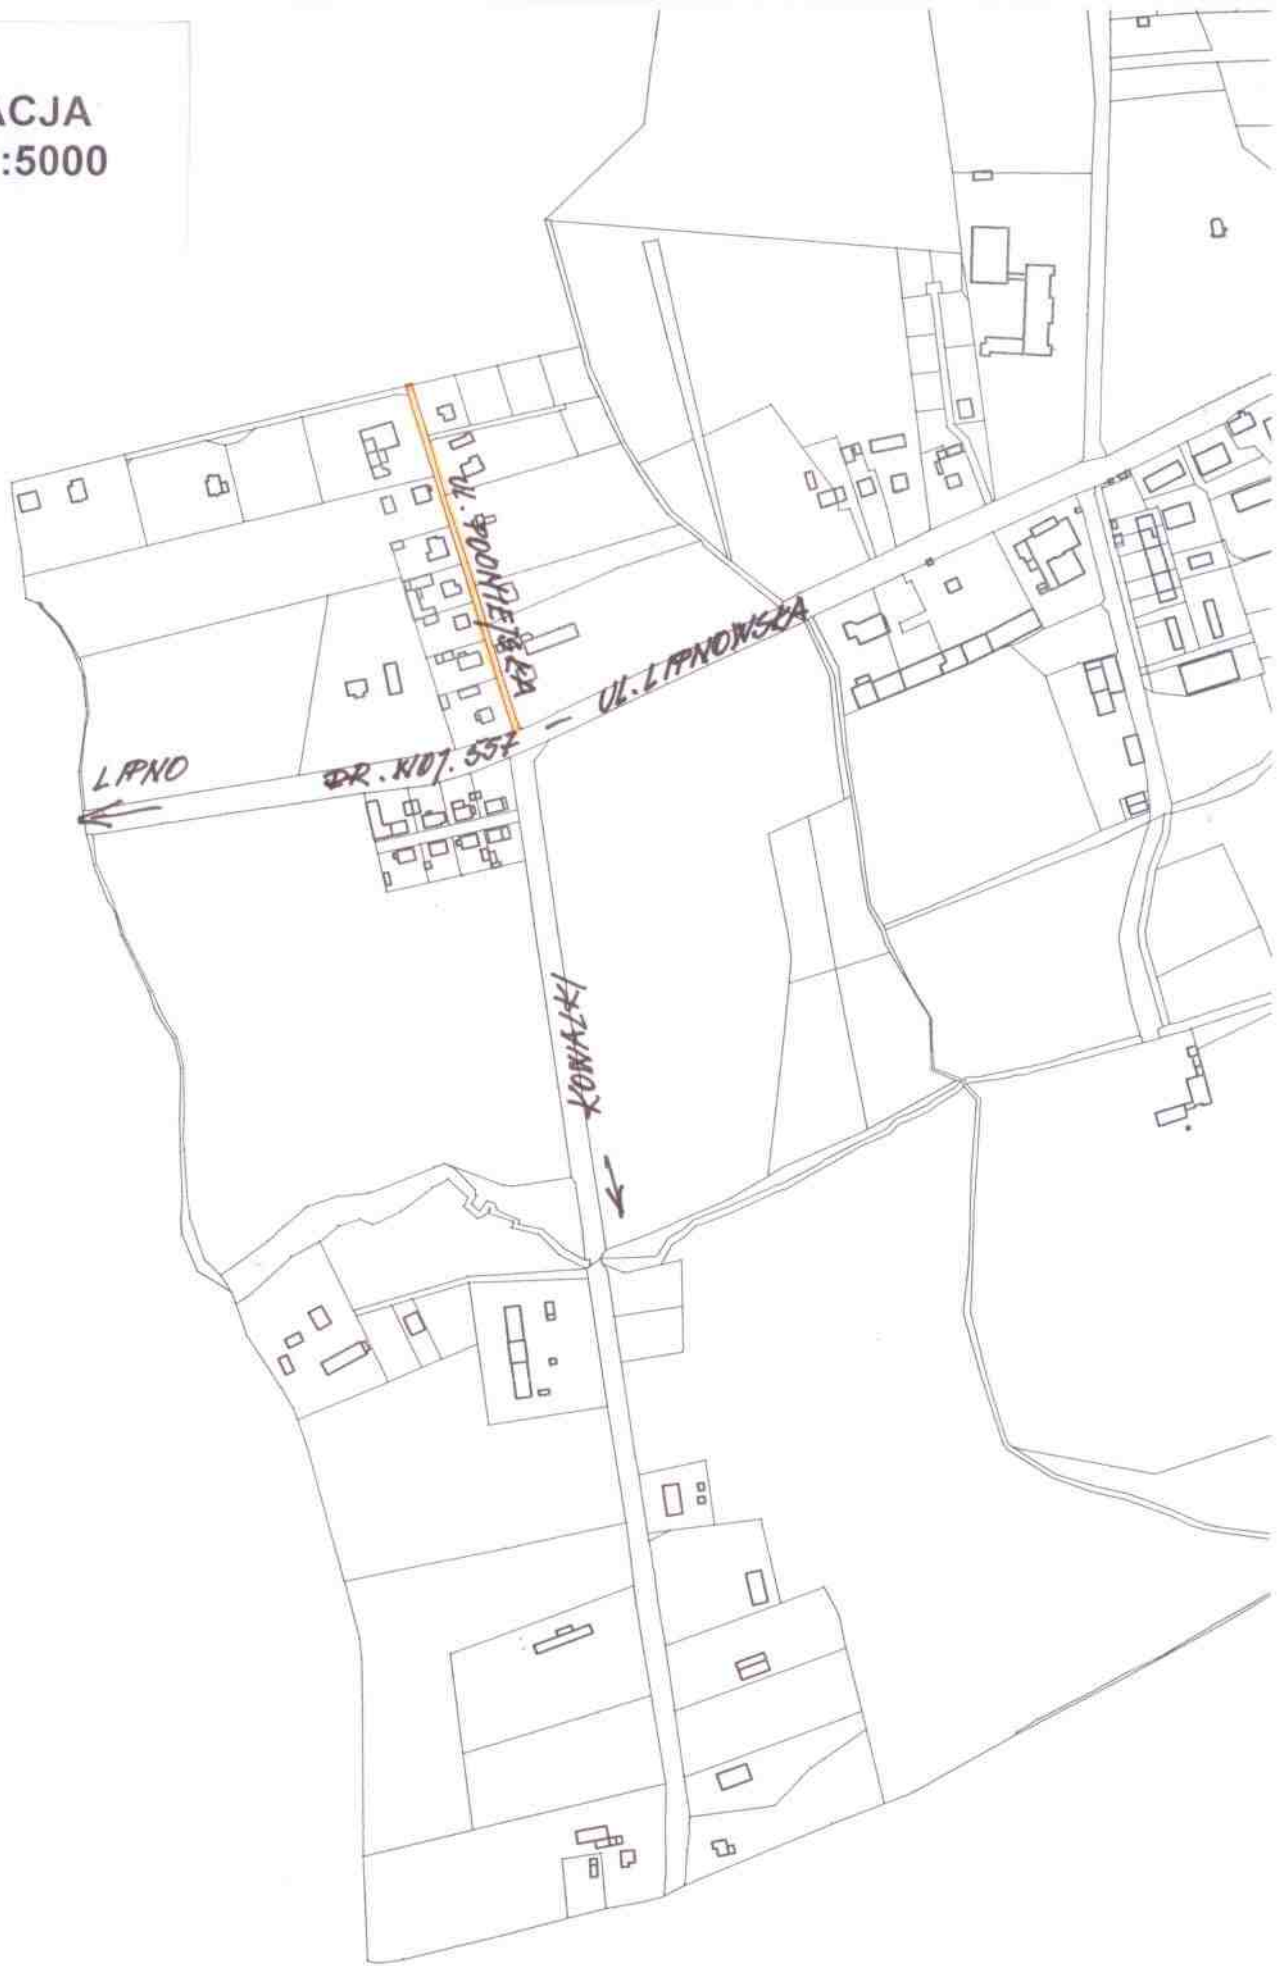 ACJA
:5000
UL. PODMIEJSKA
UL. LIPNOWSKA
DR. WOJ. 557 -
LIPNO
KOWALKI